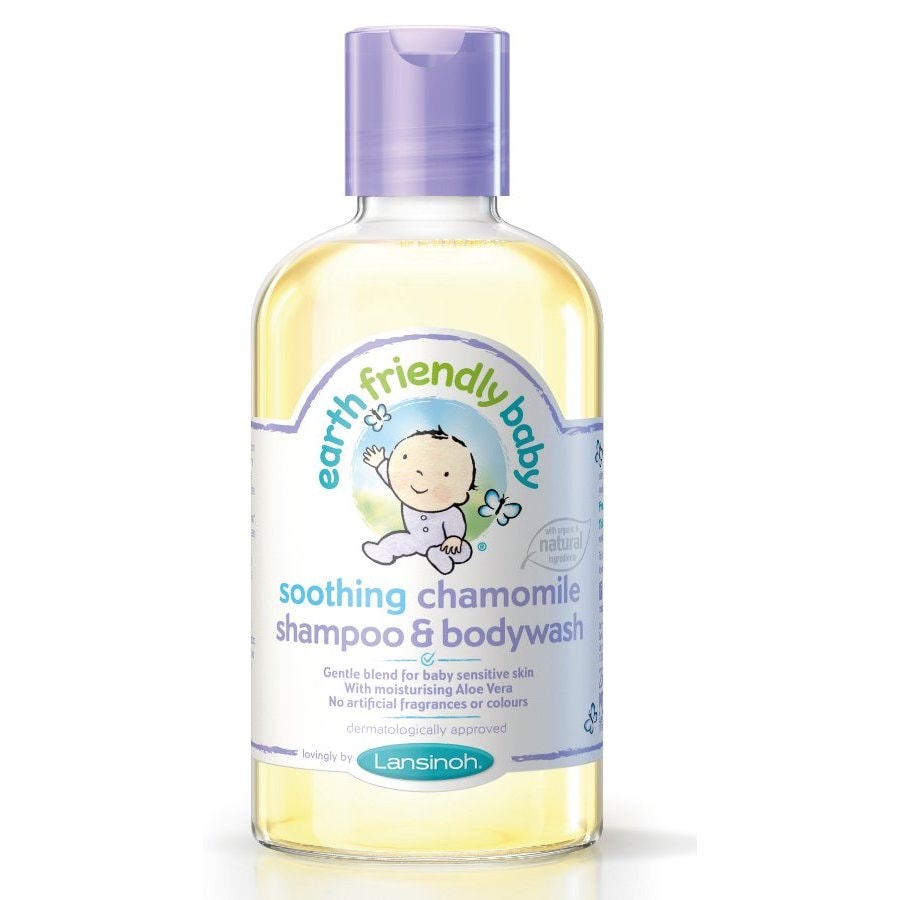 earth friendly baby
®
with organic &
natural
ingredients
soothing chamomile
shampoo & bodywash
Gentle blend for baby sensitive skin
With moisturising Aloe Vera
No artificial fragrances or colours
dermatologically approved
lovingly by Lansinoh®